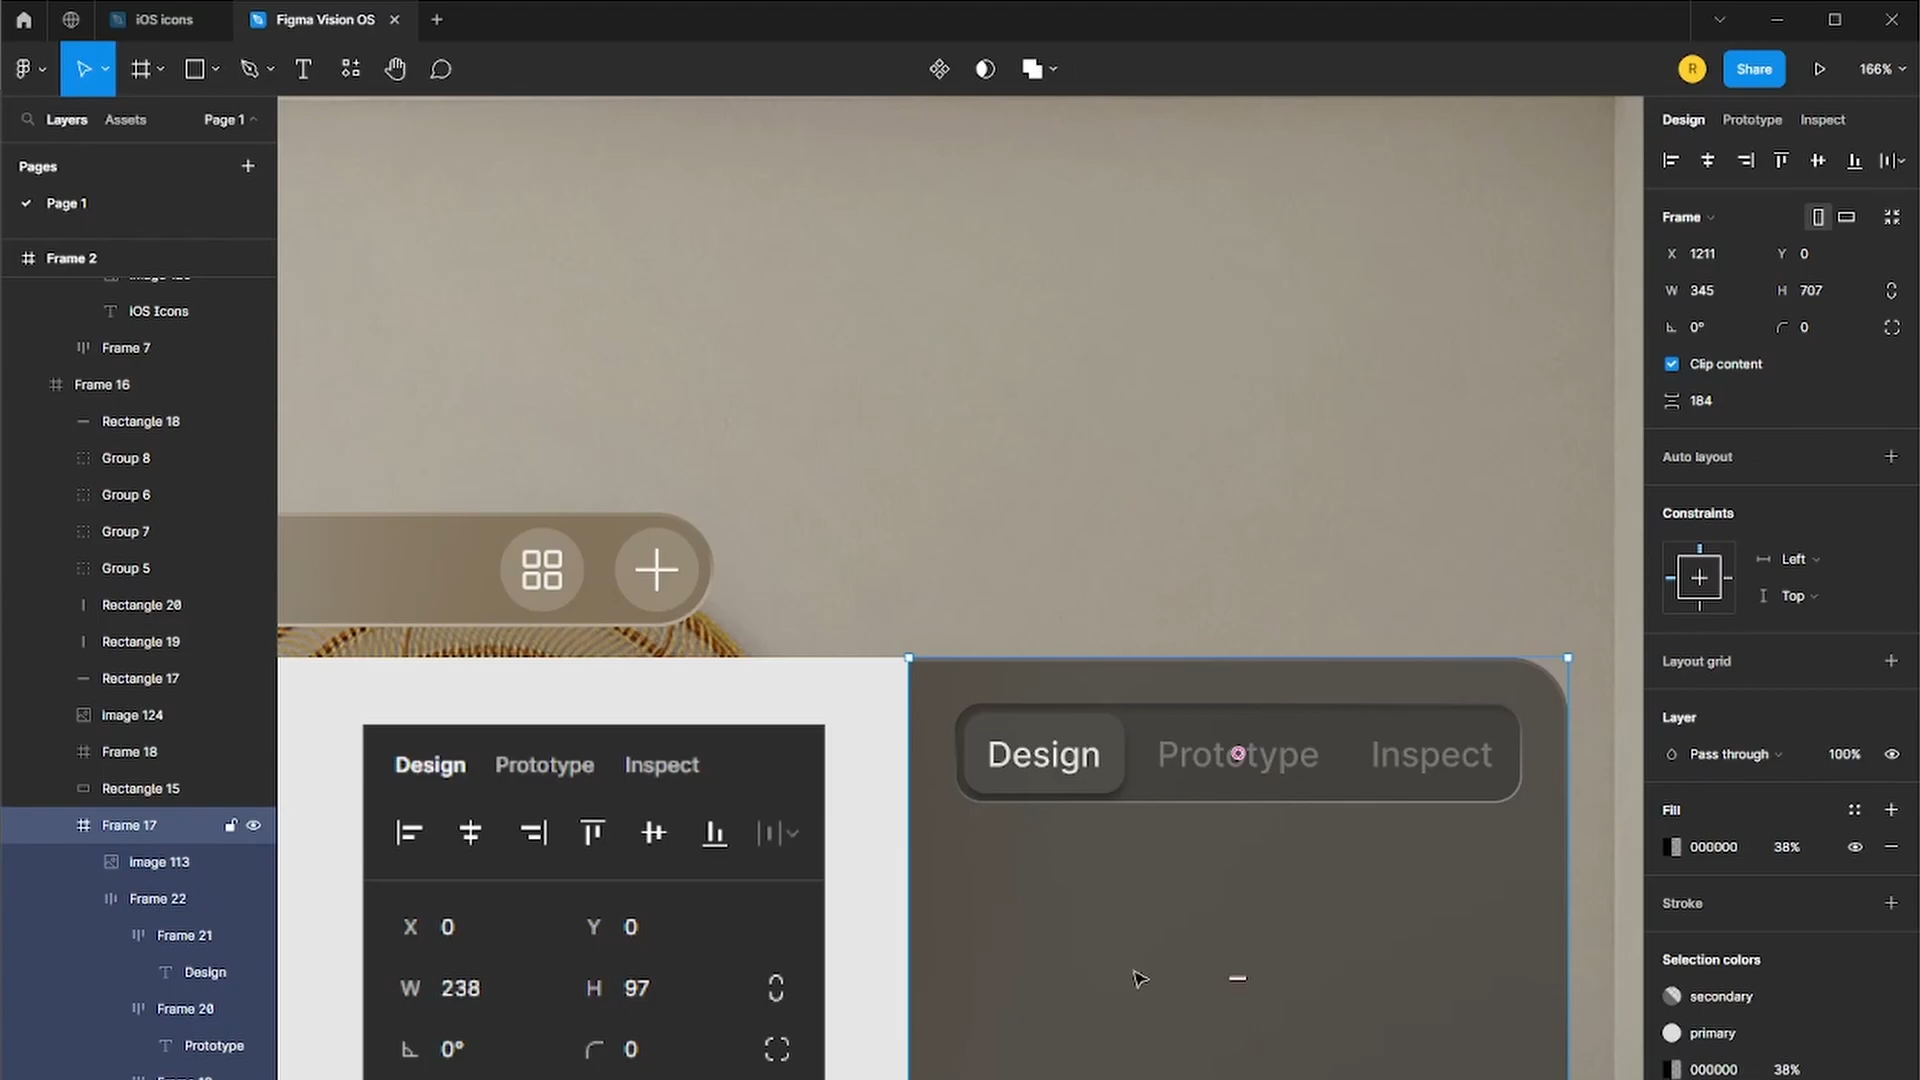 iOS icons
Figma Vision OS
R
Share
166%
Layers
Assets
Page 1
Pages
Page 1
Frame 2
iOS Icons
Frame 7
Frame 16
Rectangle 18
Group 8
Group 6
Group 7
Group 5
Rectangle 20
Rectangle 19
Rectangle 17
Image 124
Frame 18
Rectangle 15
Frame 17
Image 113
Frame 22
Frame 21
Design
Frame 20
Prototype
Design Prototype Inspect
X 0 Y 0
W 238 H 97
0° 0
Design Prototype Inspect
Design Prototype Inspect
Frame
X 1211 Y 0
W 345 H 707
0° 0
Clip content
184
Auto layout
Constraints
Left
Top
Layout grid
Layer
Pass through 100%
Fill
000000 38%
Stroke
Selection colors
secondary
primary
000000 38%